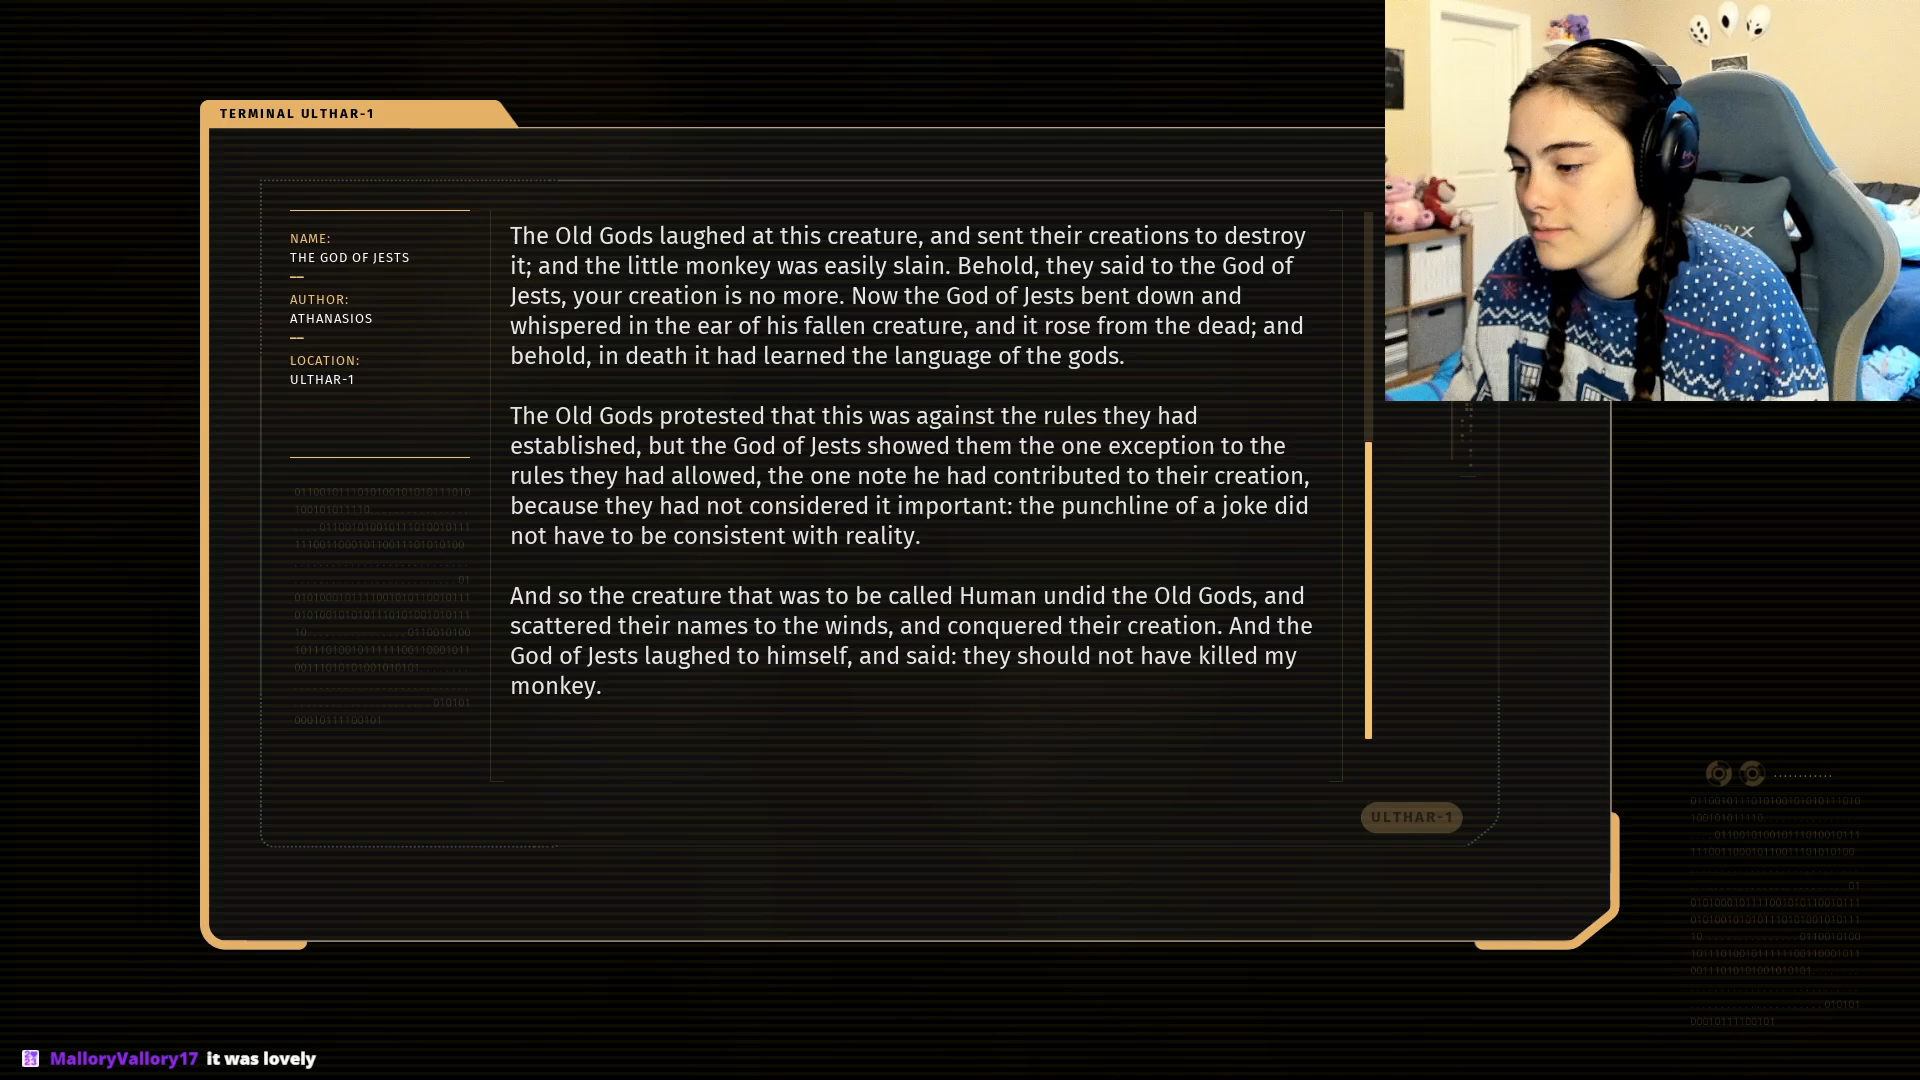 TERMINAL ULTHAR-1
NAME:
THE GOD OF JESTS
AUTHOR:
ATHANASIOS
LOCATION:
ULTHAR-1
The Old Gods laughed at this creature, and sent their creations to destroy
it; and the little monkey was easily slain. Behold, they said to the God of
Jests, your creation is no more. Now the God of Jests bent down and
whispered in the ear of his fallen creature, and it rose from the dead; and
behold, in death it had learned the language of the gods.
The Old Gods protested that this was against the rules they had
established, but the God of Jests showed them the one exception to the
rules they had allowed, the one note he had contributed to their creation,
because they had not considered it important: the punchline of a joke did
not have to be consistent with reality.
And so the creature that was to be called Human undid the Old Gods, and
scattered their names to the winds, and conquered their creation. And the
God of Jests laughed to himself, and said: they should not have killed my
monkey.
ULTHAR-1
MalloryVallory17 it was lovely